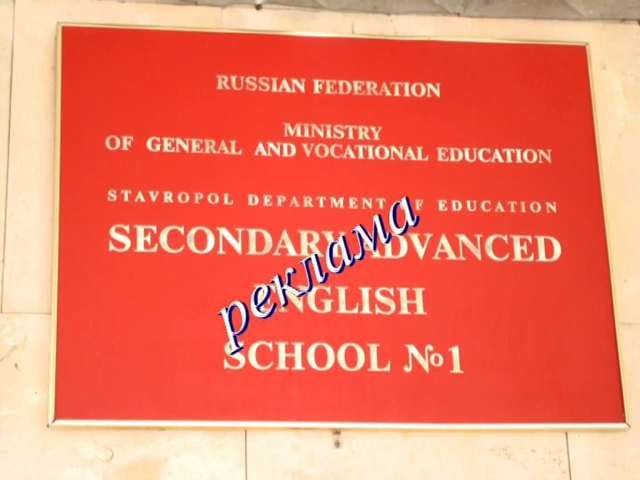 RUSSIAN FEDERATION
MINISTRY
OF GENERAL AND VOCATIONAL EDUCATION
STAVROPOL DEPARTMENT OF EDUCATION
SECONDARY ADVANCED
ENGLISH
SCHOOL №1
реклама